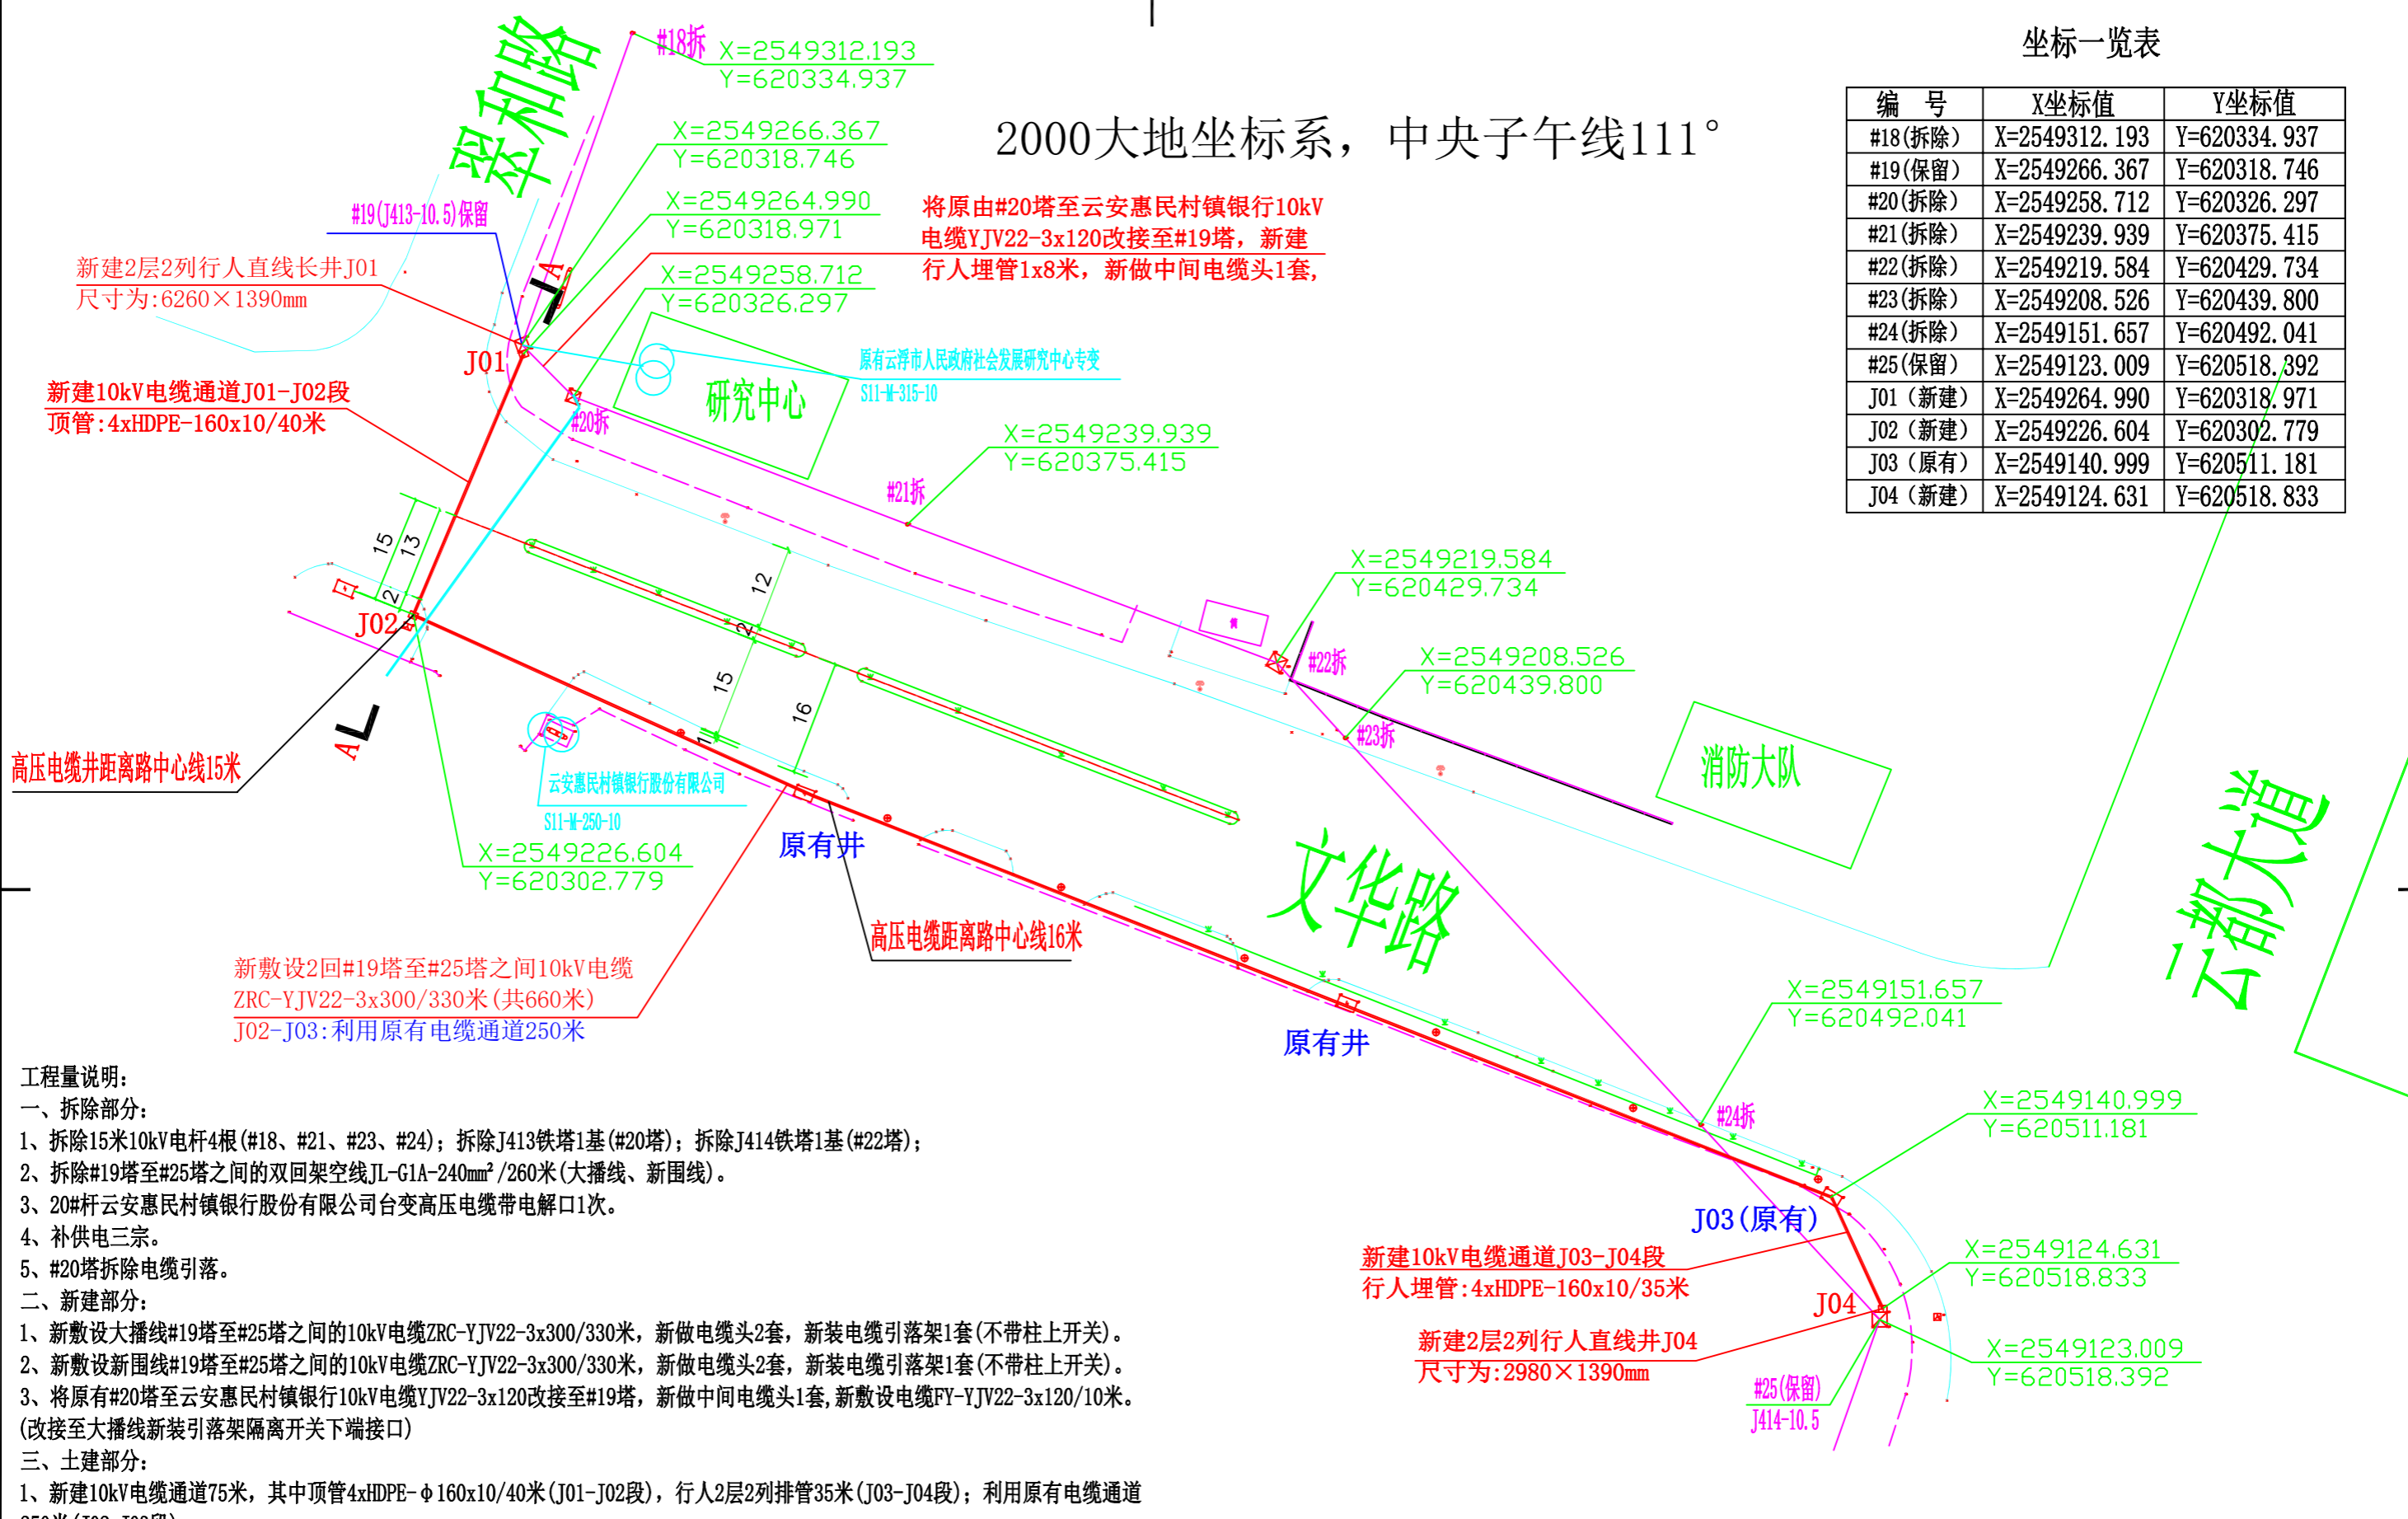 坐标一览表
编 号 X坐标值 Y坐标值
#18(拆除) X=2549312.193 Y=620334.937
#19(保留) X=2549266.367 Y=620318.746
#20(拆除) X=2549258.712 Y=620326.297
#21(拆除) X=2549239.939 Y=620375.415
#22(拆除) X=2549219.584 Y=620429.734
#23(拆除) X=2549208.526 Y=620439.800
#24(拆除) X=2549151.657 Y=620492.041
#25(保留) X=2549123.009 Y=620518.392
J01（新建） X=2549264.990 Y=620318.971
J02（新建） X=2549226.604 Y=620302.779
J03（原有） X=2549140.999 Y=620511.181
J04（新建） X=2549124.631 Y=620518.833
2000大地坐标系，中央子午线111°
翠和路
#18拆
X=2549312.193
Y=620334.937
X=2549266.367
Y=620318.746
X=2549264.990
Y=620318.971
X=2549258.712
Y=620326.297
#19(J413-10.5)保留
将原由#20塔至云安惠民村镇银行10kV
电缆YJV22-3x120改接至#19塔，新建
行人埋管1x8米，新做中间电缆头1套,
新建2层2列行人直线长井J01
尺寸为:6260×1390mm
A
J01
新建10kV电缆通道J01-J02段
顶管:4xHDPE-160x10/40米
原有云浮市人民政府社会发展研究中心专变
S11-M-315-10
研究中心
#20拆
X=2549239.939
Y=620375.415
#21拆
15
13
2
12
2
15
1
16
J02
X=2549219.584
Y=620429.734
#22拆
X=2549208.526
Y=620439.800
#23拆
消防大队
云都大道
A
高压电缆井距离路中心线15米
云安惠民村镇银行股份有限公司
S11-M-250-10
X=2549226.604
Y=620302.779
原有井
文华路
高压电缆距离路中心线16米
新敷设2回#19塔至#25塔之间10kV电缆
ZRC-YJV22-3x300/330米(共660米)
J02-J03:利用原有电缆通道250米
原有井
X=2549151.657
Y=620492.041
#24拆
X=2549140.999
Y=620511.181
J03(原有)
新建10kV电缆通道J03-J04段
行人埋管:4xHDPE-160x10/35米
X=2549124.631
Y=620518.833
J04
新建2层2列行人直线井J04
尺寸为:2980×1390mm
X=2549123.009
Y=620518.392
#25(保留)
J414-10.5
工程量说明:
一、拆除部分:
1、拆除15米10kV电杆4根(#18、#21、#23、#24)；拆除J413铁塔1基(#20塔)；拆除J414铁塔1基(#22塔)；
2、拆除#19塔至#25塔之间的双回架空线JL-G1A-240mm²/260米(大播线、新围线)。
3、20#杆云安惠民村镇银行股份有限公司台变高压电缆带电解口1次。
4、补供电三宗。
5、#20塔拆除电缆引落。
二、新建部分:
1、新敷设大播线#19塔至#25塔之间的10kV电缆ZRC-YJV22-3x300/330米，新做电缆头2套，新装电缆引落架1套(不带柱上开关)。
2、新敷设新围线#19塔至#25塔之间的10kV电缆ZRC-YJV22-3x300/330米，新做电缆头2套，新装电缆引落架1套(不带柱上开关)。
3、将原有#20塔至云安惠民村镇银行10kV电缆YJV22-3x120改接至#19塔，新做中间电缆头1套,新敷设电缆FY-YJV22-3x120/10米。
(改接至大播线新装引落架隔离开关下端接口)
三、土建部分:
1、新建10kV电缆通道75米，其中顶管4xHDPE-φ160x10/40米(J01-J02段)，行人2层2列排管35米(J03-J04段)；利用原有电缆通道